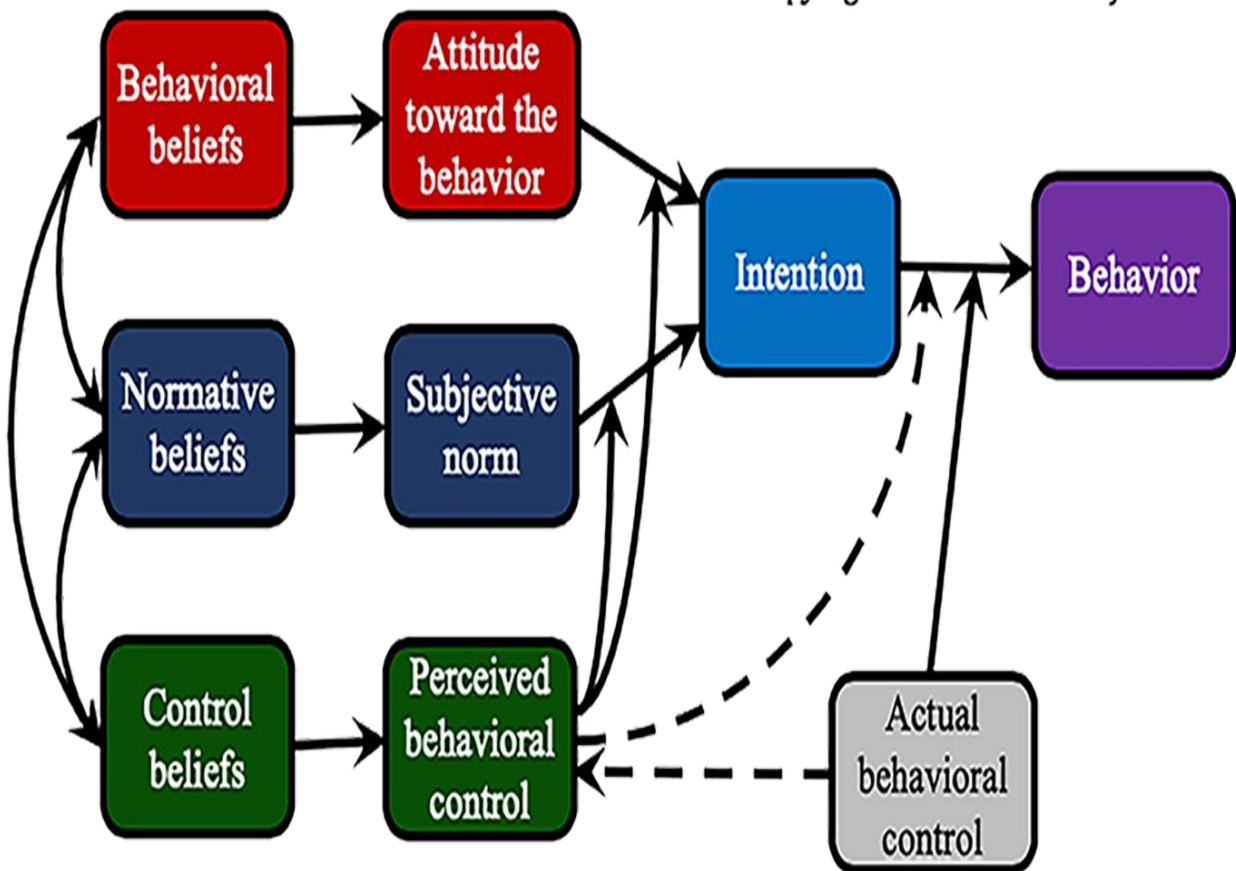 Behavioral
beliefs
Attitude
toward the
behavior
Intention
Behavior
Normative
beliefs
Subjective
norm
Control
beliefs
Perceived
behavioral
control
Actual
behavioral
control